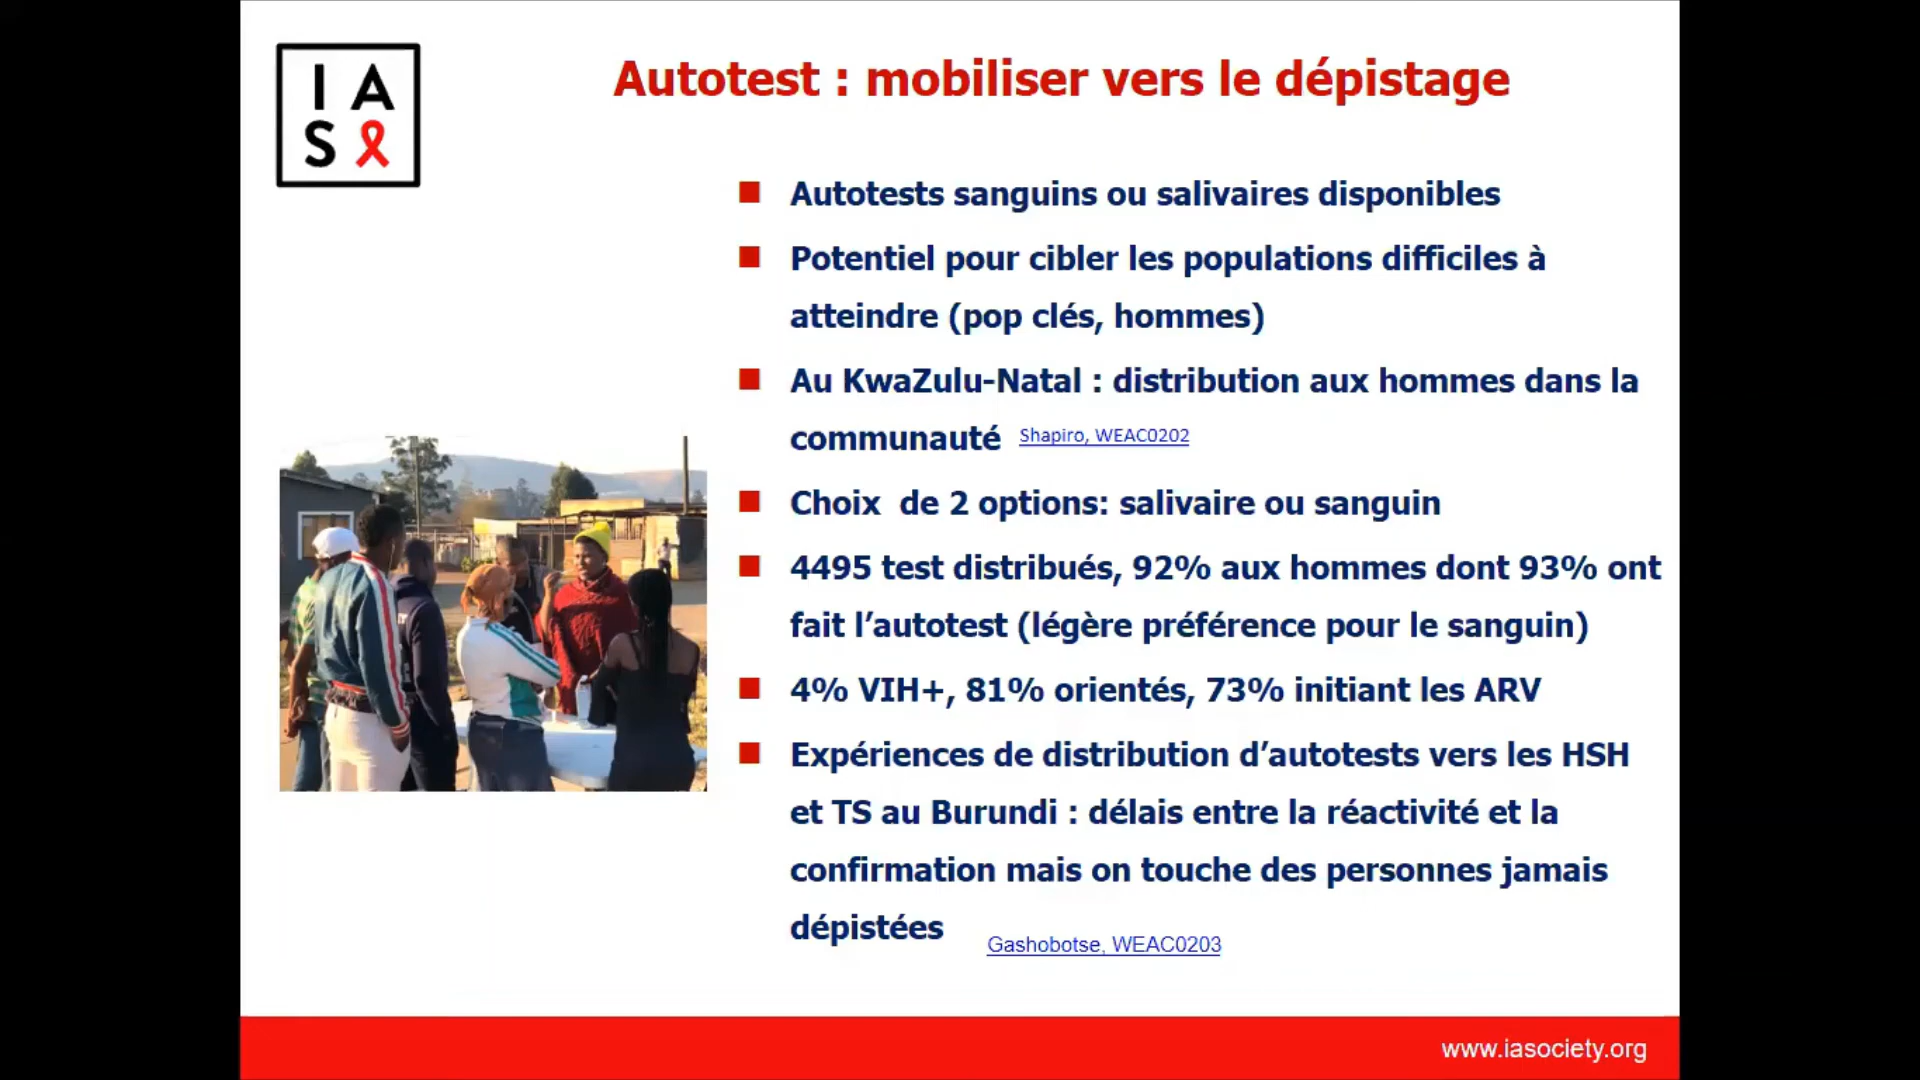 I A
S
Autotest : mobiliser vers le dépistage
Autotests sanguins ou salivaires disponibles
Potentiel pour cibler les populations difficiles à
atteindre (pop clés, hommes)
Au KwaZulu-Natal : distribution aux hommes dans la
communauté Shapiro, WEAC0202
Choix de 2 options: salivaire ou sanguin
4495 test distribués, 92% aux hommes dont 93% ont
fait l’autotest (légère préférence pour le sanguin)
4% VIH+, 81% orientés, 73% initiant les ARV
Expériences de distribution d’autotests vers les HSH
et TS au Burundi : délais entre la réactivité et la
confirmation mais on touche des personnes jamais
dépistées Gashobotse, WEAC0203
www.iasociety.org